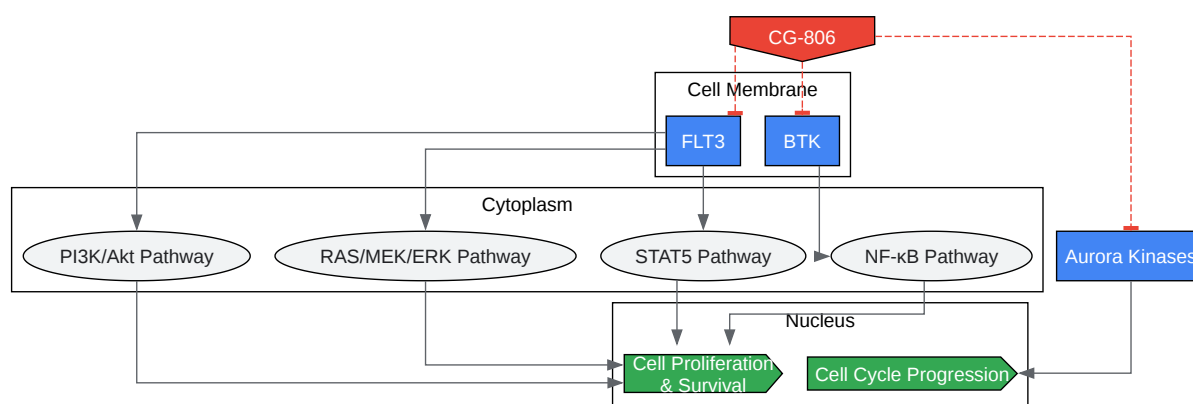 CG-806
Cell Membrane
FLT3
BTK
Cytoplasm
PI3K/Akt Pathway
RAS/MEK/ERK Pathway
STAT5 Pathway
NF-κB Pathway
Aurora Kinases
Nucleus
Cell Proliferation
& Survival
Cell Cycle Progression